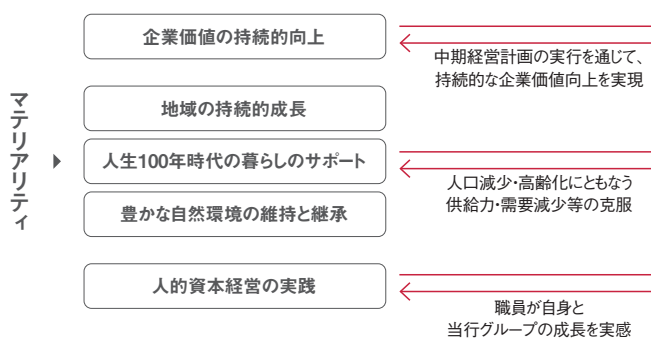 マテリアリティ
企業価値の持続的向上
中期経営計画の実行を通じて、
持続的な企業価値向上を実現
地域の持続的成長
人生100年時代の暮らしのサポート
人口減少・高齢化にともなう
供給力・需要減少等の克服
豊かな自然環境の維持と継承
人的資本経営の実践
職員が自身と
当行グループの成長を実感